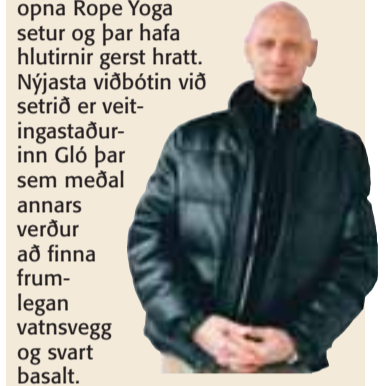 opna Rope Yoga
setur og þar hafa
hlutirnir gerst hratt.
Nýjasta viðbótin við
setrið er veit-
ingastaður-
inn Gló þar
sem meðal
annars
verður
að finna
frum-
legan
vatnsvegg
og svart
basalt.